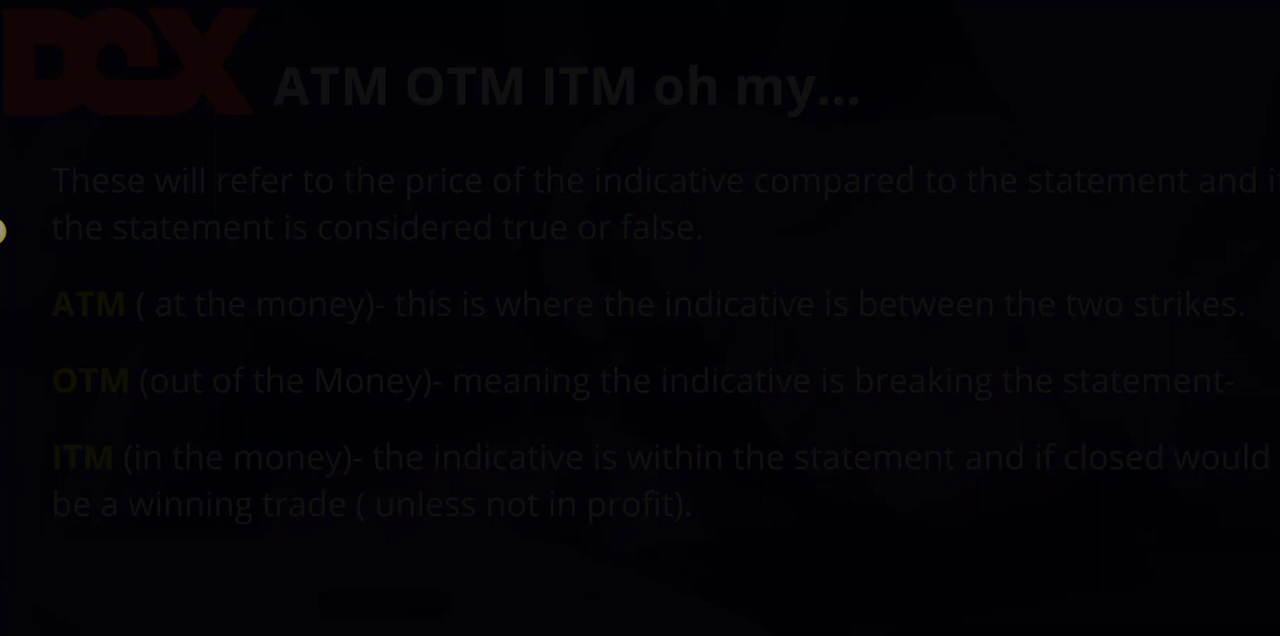 DCX
ATM OTM ITM oh my...
These will refer to the price of the indicative compared to the statement and
the statement is considered true or false.
ATM ( at the money)- this is where the indicative is between the two strikes.
OTM (out of the Money)- meaning the indicative is breaking the statement-
ITM (in the money)- the indicative is within the statement and if closed would
be a winning trade ( unless not in profit).